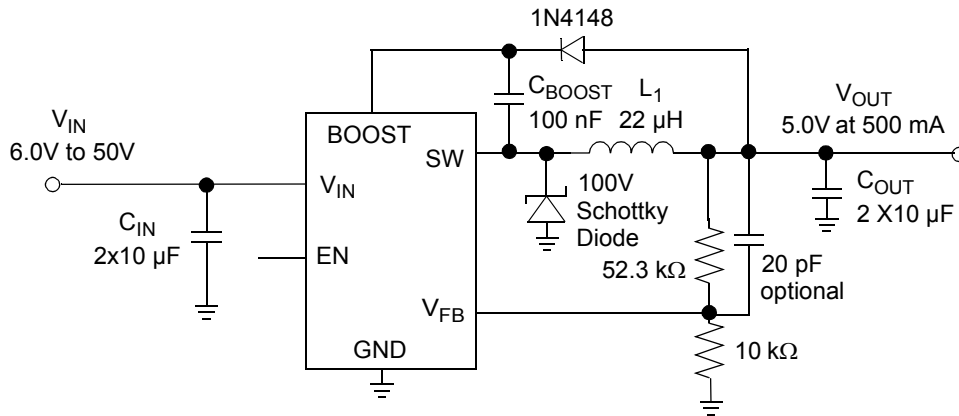 1N4148
C_BOOST
100 nF
L_1
22 µH
V_IN
6.0V to 50V
V_OUT
5.0V at 500 mA
BOOST
SW
V_IN
C_IN
2x10 µF
EN
100V
Schottky
Diode
C_OUT
2 X10 µF
52.3 kΩ
20 pF
optional
V_FB
GND
10 kΩ